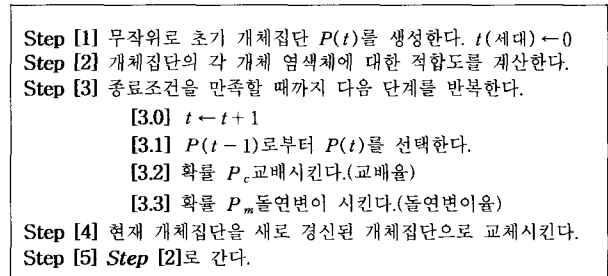 Step [1] 무작위로 초기 개체집단 P(t)를 생성한다. t(세대)←0
Step [2] 개체집단의 각 개체 염색체에 대한 적합도를 계산한다.
Step [3] 종료조건을 만족할 때까지 다음 단계를 반복한다.
[3.0] t ← t + 1
[3.1] P(t − 1)로부터 P(t)를 선택한다.
[3.2] 확률 P_c교배시킨다.(교배율)
[3.3] 확률 P_m돌연변이 시킨다.(돌연변이율)
Step [4] 현재 개체집단을 새로 경신된 개체집단으로 교체시킨다.
Step [5] Step [2]로 간다.